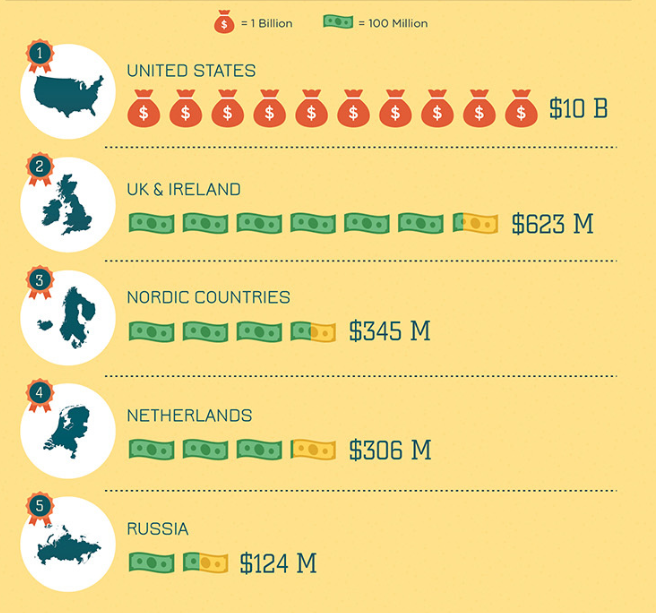 = 1 Billion = 100 Million
1
UNITED STATES
$ $ $ $ $ $ $ $ $ $ $10 B
2
UK & IRELAND
$623 M
3
NORDIC COUNTRIES
$345 M
4
NETHERLANDS
$306 M
5
RUSSIA
$124 M